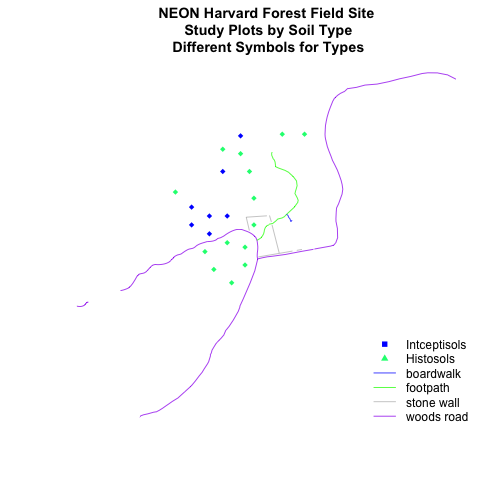 NEON Harvard Forest Field Site
Study Plots by Soil Type
Different Symbols for Types
Intceptisols
Histosols
boardwalk
footpath
stone wall
woods road